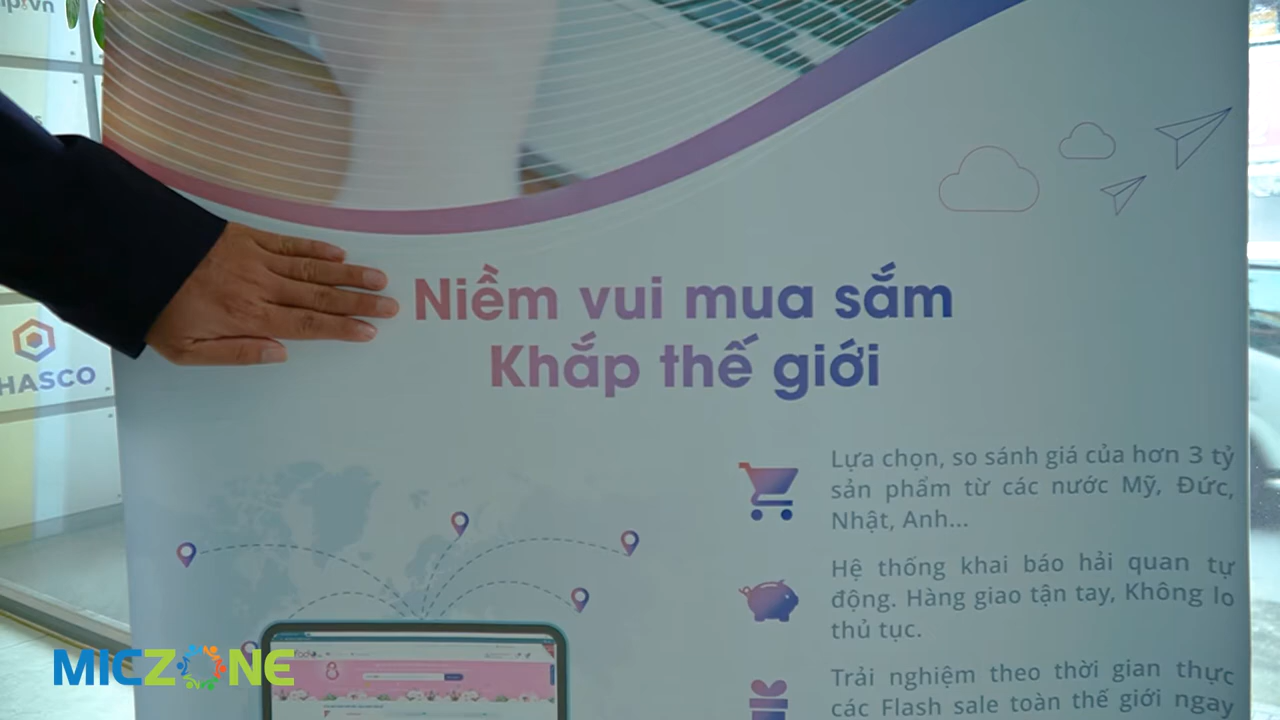 Niềm vui mua sắm
Khắp thế giới
HASCO
Lựa chọn, so sánh giá của hơn 3 tỷ
sản phẩm từ các nước Mỹ, Đức,
Nhật, Anh...
Hệ thống khai báo hải quan tự
động. Hàng giao tận tay, Không lo
thủ tục.
Trải nghiệm theo thời gian thực
các Flash sale toàn thế giới ngay
MICZONE